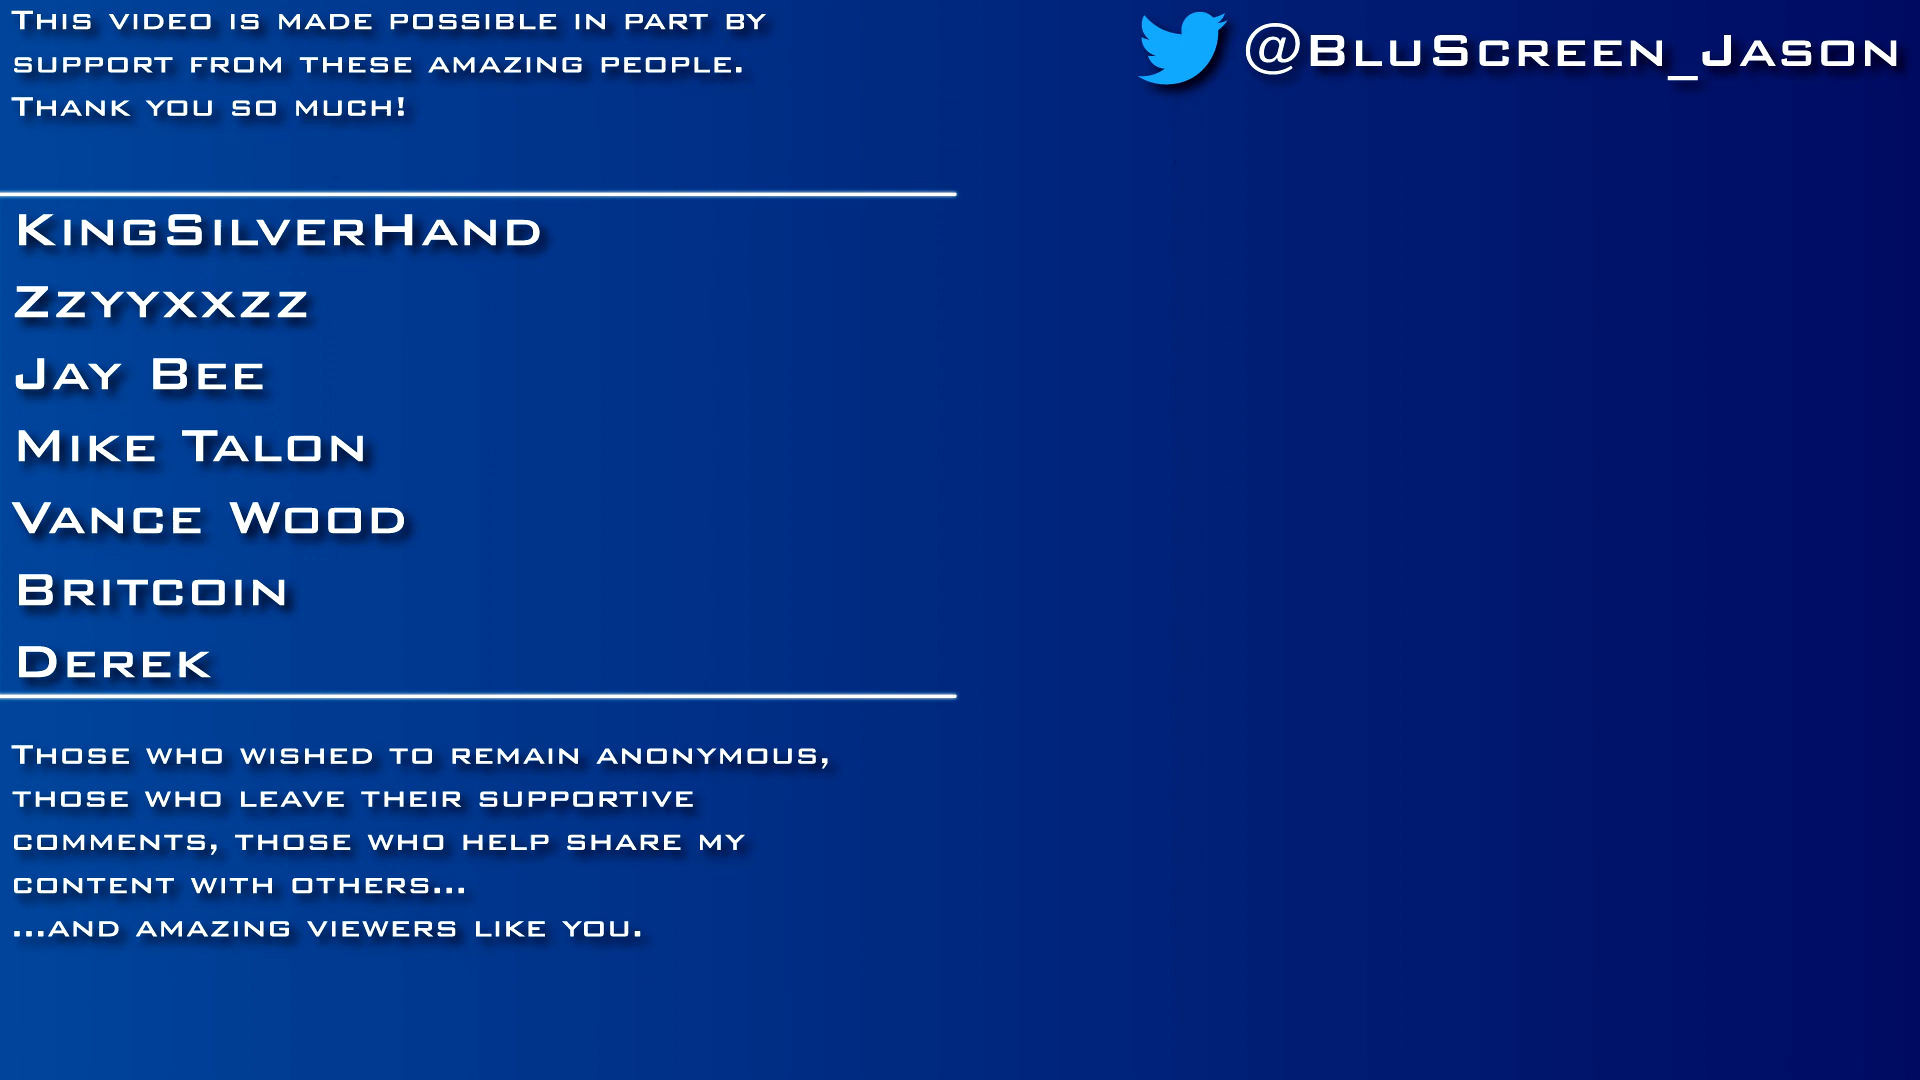 This video is made possible in part by
support from these amazing people.
Thank you so much!
@BluScreen_Jason
KingSilverHand
Zzyyxxzz
Jay Bee
Mike Talon
Vance Wood
Britcoin
Derek
Those who wished to remain anonymous,
those who leave their supportive
comments, those who help share my
content with others...
...and amazing viewers like you.